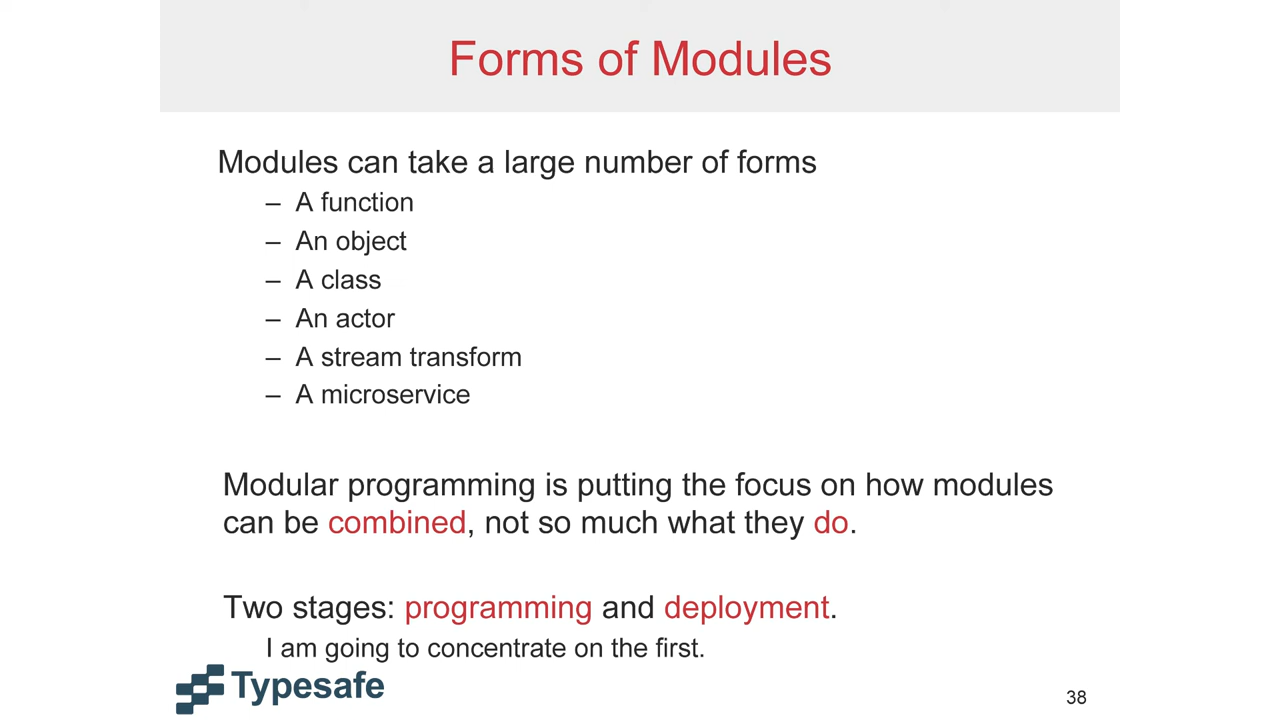 Forms of Modules
Modules can take a large number of forms
– A function
– An object
– A class
– An actor
– A stream transform
– A microservice
Modular programming is putting the focus on how modules
can be combined, not so much what they do.
Two stages: programming and deployment.
I am going to concentrate on the first.
Typesafe
38